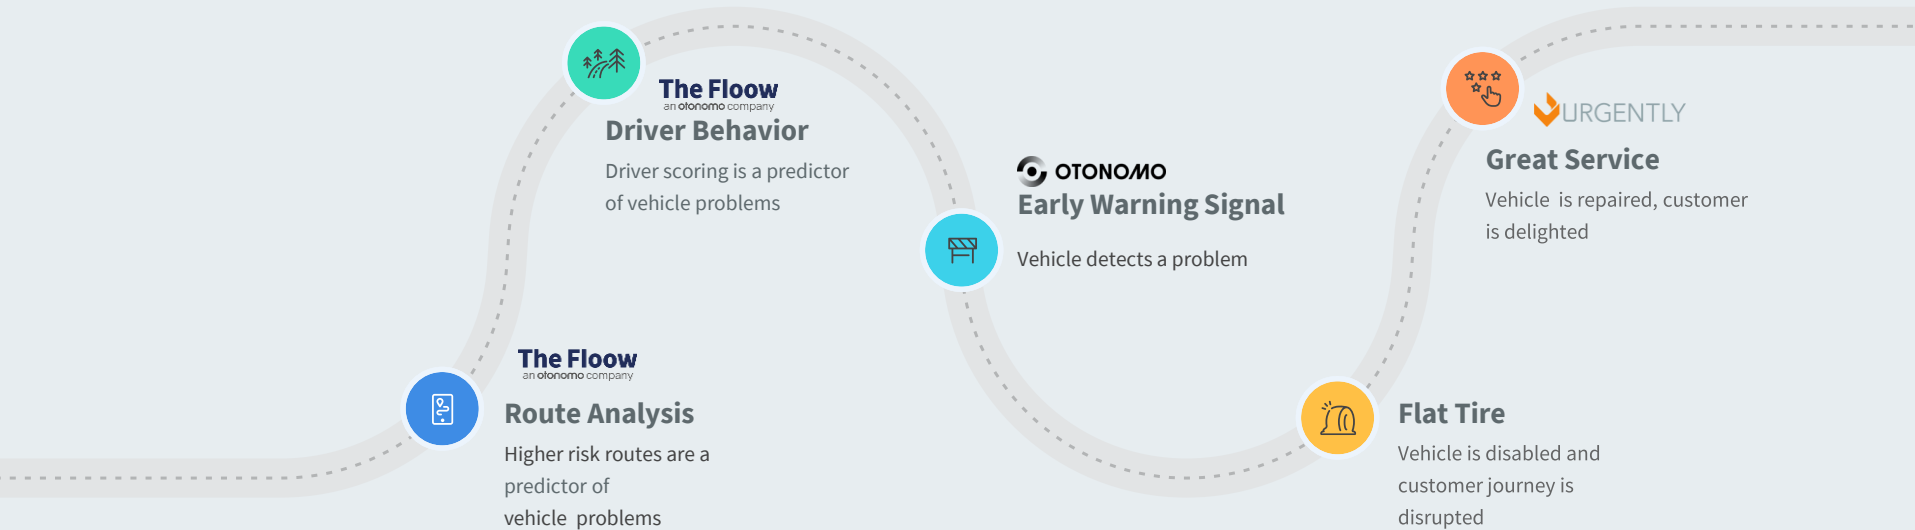 The Floow
an otonomo company
Route Analysis
Higher risk routes are a
predictor of
vehicle problems
The Floow
an otonomo company
Driver Behavior
Driver scoring is a predictor
of vehicle problems
OTONOMO
Early Warning Signal
Vehicle detects a problem
Flat Tire
Vehicle is disabled and
customer journey is
disrupted
URGENTLY
Great Service
Vehicle is repaired, customer
is delighted